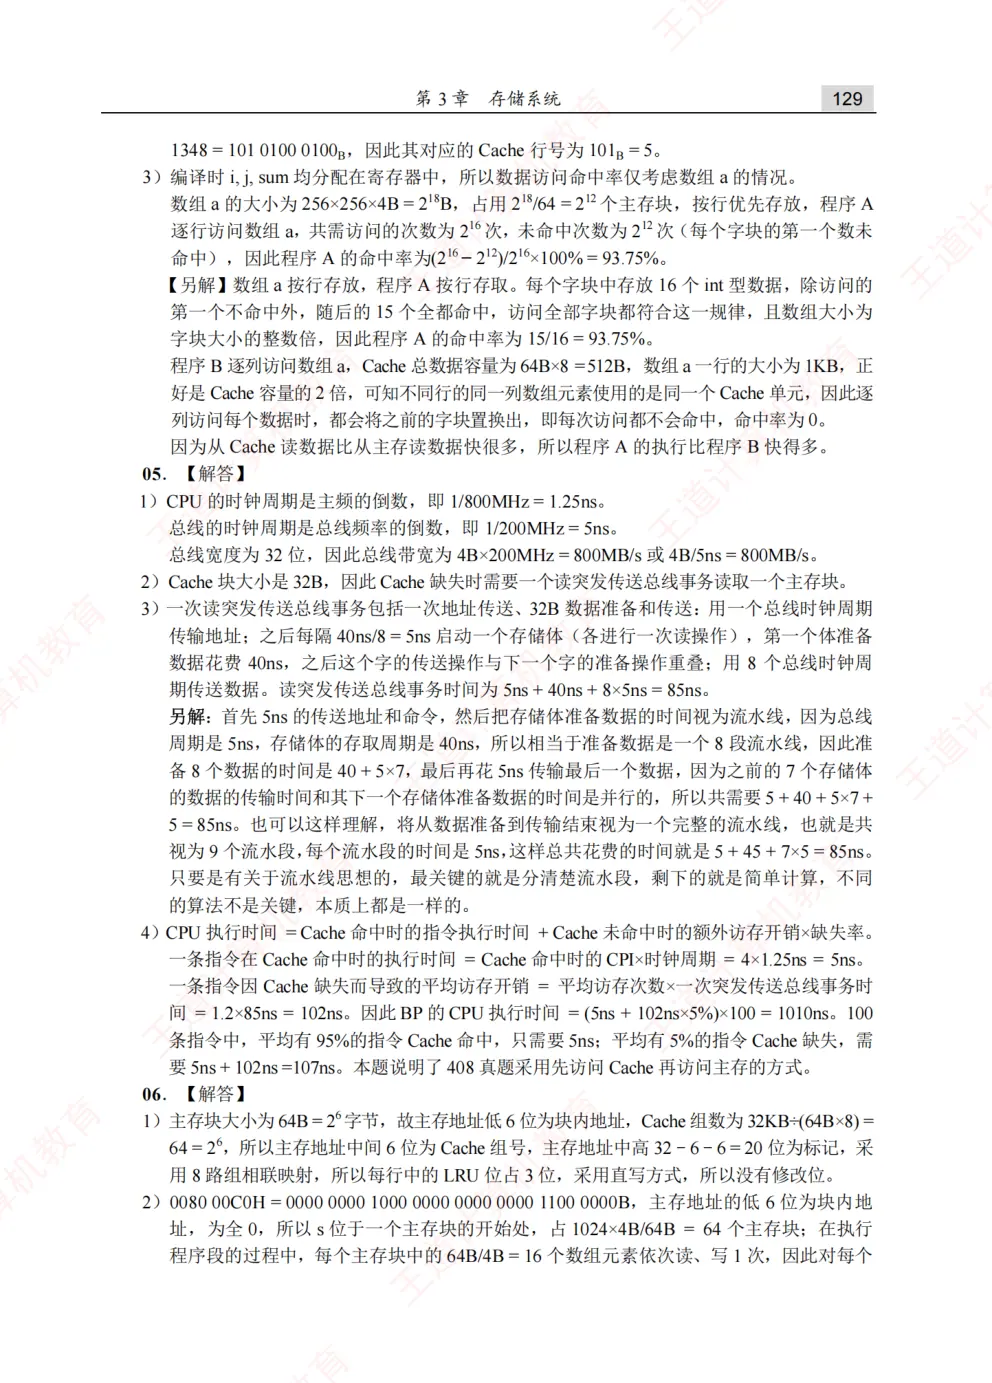 第 3 章　存储系统　129
1348 = 101 0100 0100B，因此其对应的 Cache 行号为 101B = 5。
3）编译时 i, j, sum 均分配在寄存器中，所以数据访问命中率仅考虑数组 a 的情况。
数组 a 的大小为 256×256×4B = 2^18B，占用 2^18/64 = 2^12 个主存块，按行优先存放，程序 A
逐行访问数组 a，共需访问的次数为 2^16 次，未命中次数为 2^12 次（每个字块的第一个数未
命中），因此程序 A 的命中率为(2^16 − 2^12)/2^16×100% = 93.75%。
【另解】数组 a 按行存放，程序 A 按行存取。每个字块中存放 16 个 int 型数据，除访问的
第一个不命中外，随后的 15 个全都命中，访问全部字块都符合这一规律，且数组大小为
字块大小的整数倍，因此程序 A 的命中率为 15/16 = 93.75%。
程序 B 逐列访问数组 a，Cache 总数据容量为 64B×8 =512B，数组 a 一行的大小为 1KB，正
好是 Cache 容量的 2 倍，可知不同行的同一列数组元素使用的是同一个 Cache 单元，因此逐
列访问每个数据时，都会将之前的字块置换出，即每次访问都不会命中，命中率为 0。
因为从 Cache 读数据比从主存读数据快很多，所以程序 A 的执行比程序 B 快得多。
05．【解答】
1）CPU 的时钟周期是主频的倒数，即 1/800MHz = 1.25ns。
总线的时钟周期是总线频率的倒数，即 1/200MHz = 5ns。
总线宽度为 32 位，因此总线带宽为 4B×200MHz = 800MB/s 或 4B/5ns = 800MB/s。
2）Cache 块大小是 32B，因此 Cache 缺失时需要一个读突发传送总线事务读取一个主存块。
3）一次读突发传送总线事务包括一次地址传送、32B 数据准备和传送：用一个总线时钟周期
传输地址；之后每隔 40ns/8 = 5ns 启动一个存储体（各进行一次读操作），第一个体准备
数据花费 40ns，之后这个字的传送操作与下一个字的准备操作重叠；用 8 个总线时钟周
期传送数据。读突发传送总线事务时间为 5ns + 40ns + 8×5ns = 85ns。
另解：首先 5ns 的传送地址和命令，然后把存储体准备数据的时间视为流水线，因为总线
周期是 5ns，存储体的存取周期是 40ns，所以相当于准备数据是一个 8 段流水线，因此准
备 8 个数据的时间是 40 + 5×7，最后再花 5ns 传输最后一个数据，因为之前的 7 个存储体
的数据的传输时间和其下一个存储体准备数据的时间是并行的，所以共需要 5 + 40 + 5×7 +
5 = 85ns。也可以这样理解，将从数据准备到传输结束视为一个完整的流水线，也就是共
视为 9 个流水段，每个流水段的时间是 5ns，这样总共花费的时间就是 5 + 45 + 7×5 = 85ns。
只要是有关于流水线思想的，最关键的就是分清楚流水段，剩下的就是简单计算，不同
的算法不是关键，本质上都是一样的。
4）CPU 执行时间 = Cache 命中时的指令执行时间 + Cache 未命中时的额外访存开销×缺失率。
一条指令在 Cache 命中时的执行时间 = Cache 命中时的 CPI×时钟周期 = 4×1.25ns = 5ns。
一条指令因 Cache 缺失而导致的平均访存开销 = 平均访存次数×一次突发传送总线事务时
间 = 1.2×85ns = 102ns。因此 BP 的 CPU 执行时间 = (5ns + 102ns×5%)×100 = 1010ns。100
条指令中，平均有 95%的指令 Cache 命中，只需要 5ns；平均有 5%的指令 Cache 缺失，需
要 5ns + 102ns =107ns。本题说明了 408 真题采用先访问 Cache 再访问主存的方式。
06．【解答】
1）主存块大小为 64B = 2^6 字节，故主存地址低 6 位为块内地址，Cache 组数为 32KB÷(64B×8) =
64 = 2^6，所以主存地址中间 6 位为 Cache 组号，主存地址中高 32 − 6 − 6 = 20 位为标记，采
用 8 路组相联映射，所以每行中的 LRU 位占 3 位，采用直写方式，所以没有修改位。
2）0080 00C0H = 0000 0000 1000 0000 0000 0000 1100 0000B，主存地址的低 6 位为块内地
址，为全 0，所以 s 位于一个主存块的开始处，占 1024×4B/64B = 64 个主存块；在执行
程序段的过程中，每个主存块中的 64B/4B = 16 个数组元素依次读、写 1 次，因此对每个